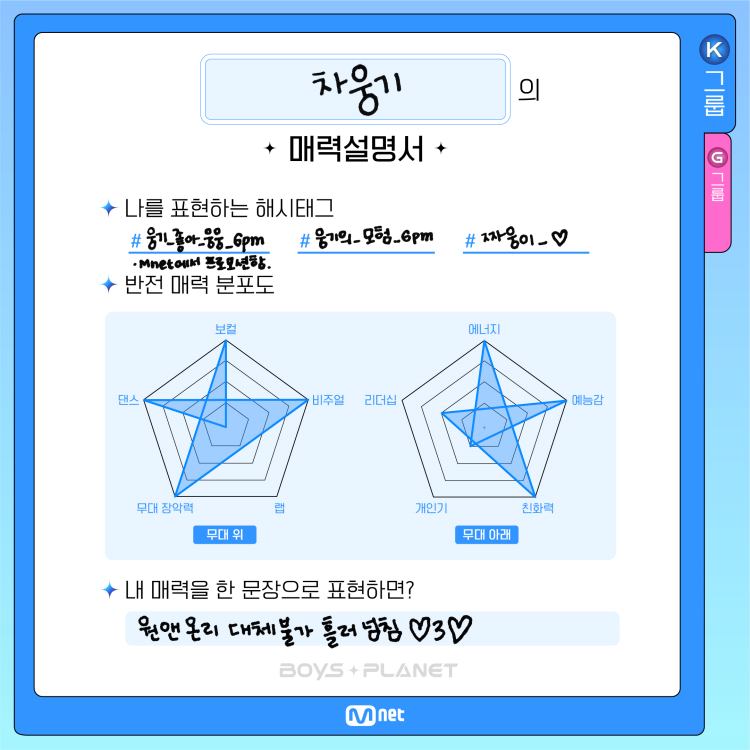 K
그룹
G
그룹
차웅기 의
매력설명서
나를 표현하는 해시태그
# 웅기_좋아_웅웅_6pm # 웅기의_모험_6pm # 짜웅이_♡
·Mnet에서 프로모션함.
반전 매력 분포도
보컬
댄스 비주얼
무대 장악력 랩
무대 위
에너지
리더십 예능감
개인기 친화력
무대 아래
내 매력을 한 문장으로 표현하면?
원앤온리 대체불가 흘러넘침 ♡3♡
BOYS PLANET
Mnet